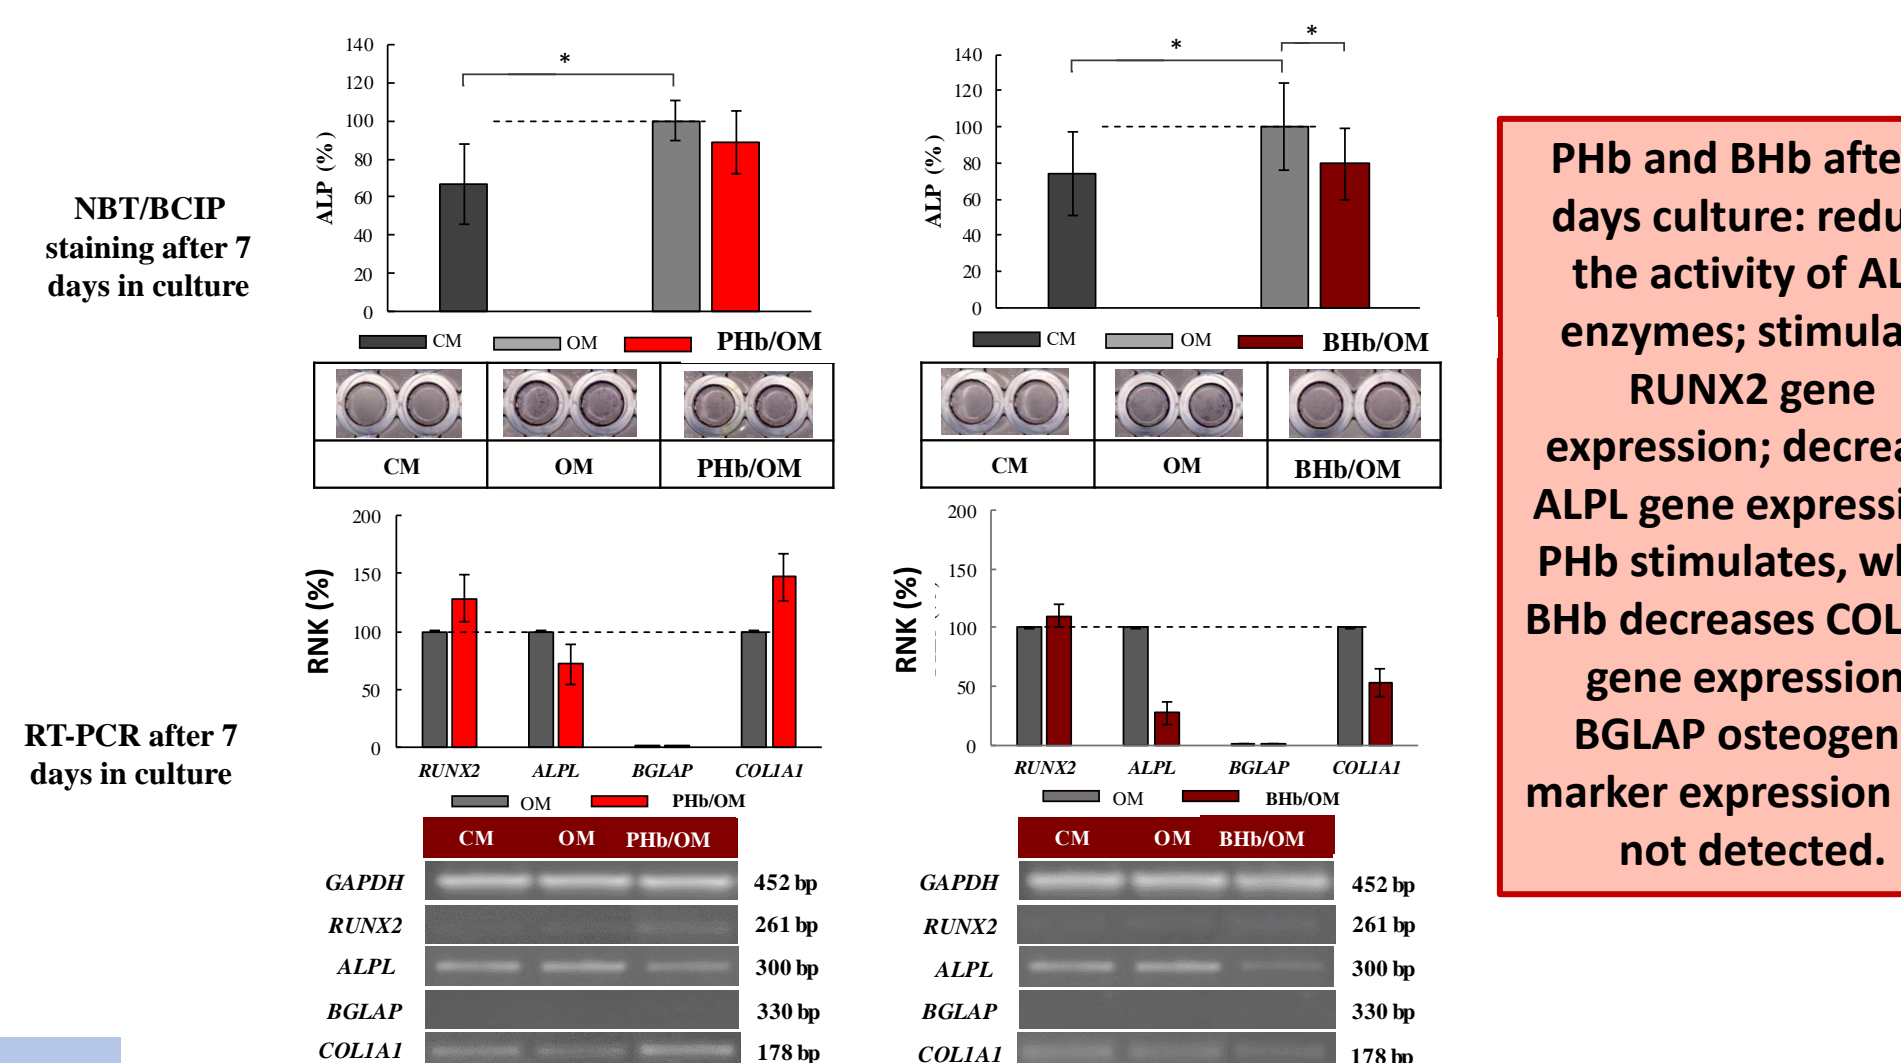 NBT/BCIP
staining after 7
days in culture
ALP (%)
140
120
100
80
60
40
20
0
*
CM
OM
PHb/OM
CM
OM
PHb/OM
ALP (%)
140
120
100
80
60
40
20
0
*
*
CM
OM
BHb/OM
CM
OM
BHb/OM
RT-PCR after 7
days in culture
RNK (%)
200
150
100
50
0
RUNX2 ALPL BGLAP COL1A1
OM
PHb/OM
CM OM PHb/OM
GAPDH 452 bp
RUNX2 261 bp
ALPL 300 bp
BGLAP 330 bp
COL1A1 178 bp
RNK (%)
200
150
100
50
0
RUNX2 ALPL BGLAP COL1A1
OM
BHb/OM
CM OM BHb/OM
GAPDH 452 bp
RUNX2 261 bp
ALPL 300 bp
BGLAP 330 bp
COL1A1 178 bp
PHb and BHb afte
days culture: redu
the activity of AL
enzymes; stimula
RUNX2 gene
expression; decrea
ALPL gene expressi
PHb stimulates, wh
BHb decreases COL
gene expression
BGLAP osteogen
marker expression
not detected.